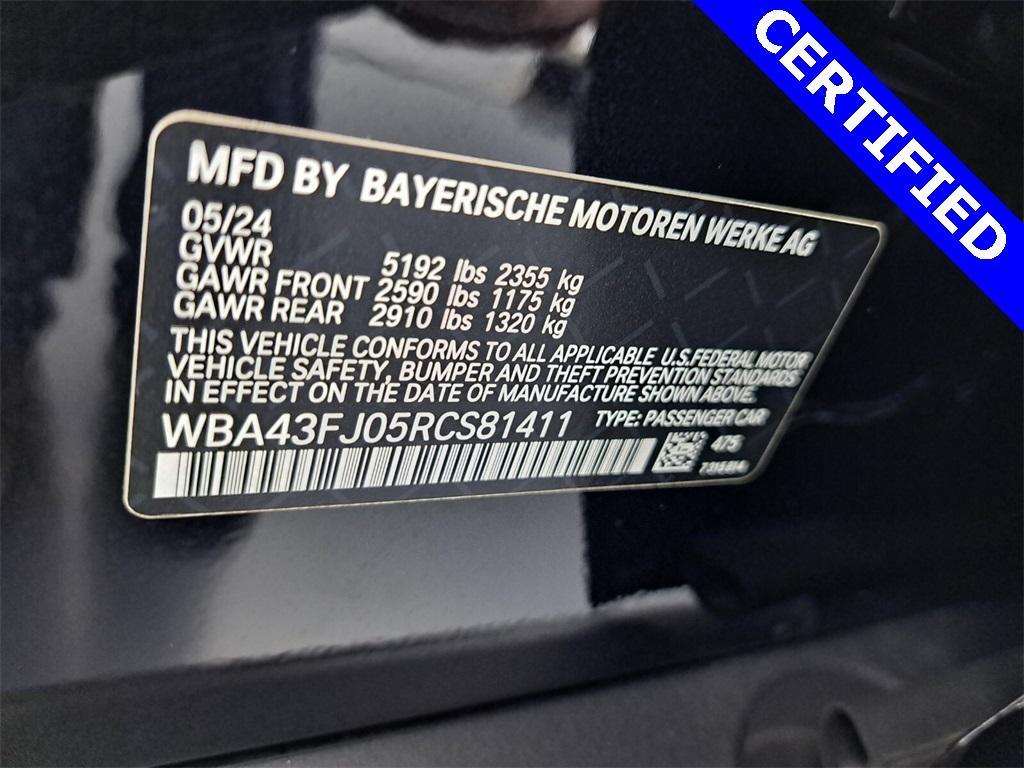 CERTIFIED
MFD BY BAYERISCHE MOTOREN WERKE AG
05/24
GVWR 5192 lbs 2355 kg
GAWR FRONT 2590 lbs 1175 kg
GAWR REAR 2910 lbs 1320 kg
THIS VEHICLE CONFORMS TO ALL APPLICABLE U.S.FEDERAL MOTOR
VEHICLE SAFETY, BUMPER AND THEFT PREVENTION STANDARDS
IN EFFECT ON THE DATE OF MANUFACTURE SHOWN ABOVE.
WBA43FJ05RCS81411 TYPE: PASSENGER CAR
475